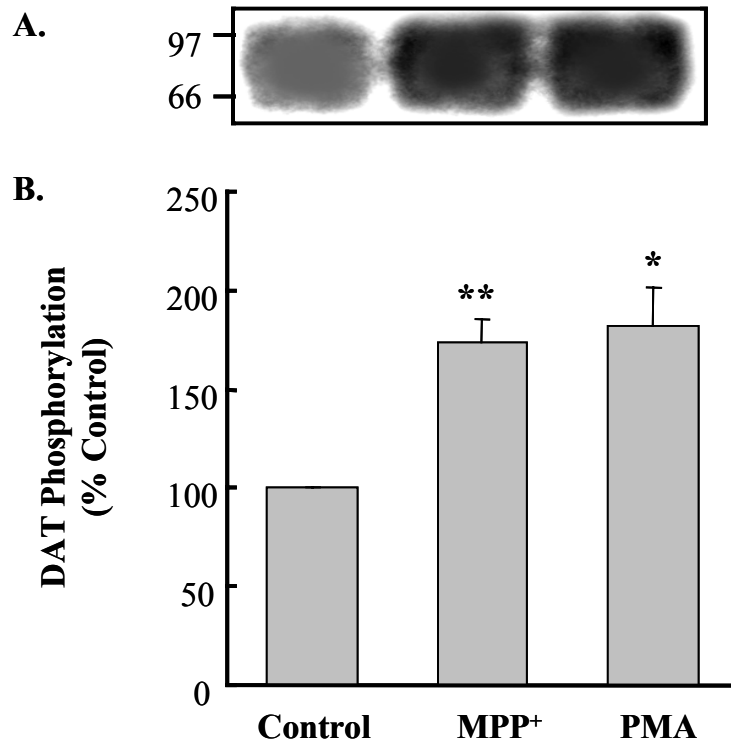 A.
97
66
B.
250
200
150
100
50
0
DAT Phosphorylation
(% Control)
**
*
Control MPP⁺ PMA